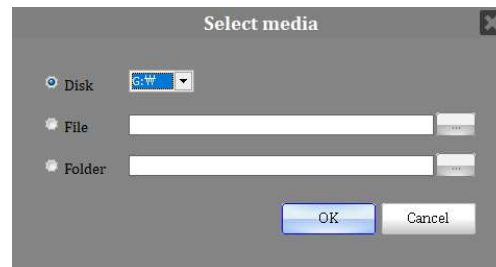 Select media
Disk G:₩
File ...
Folder ...
OK Cancel